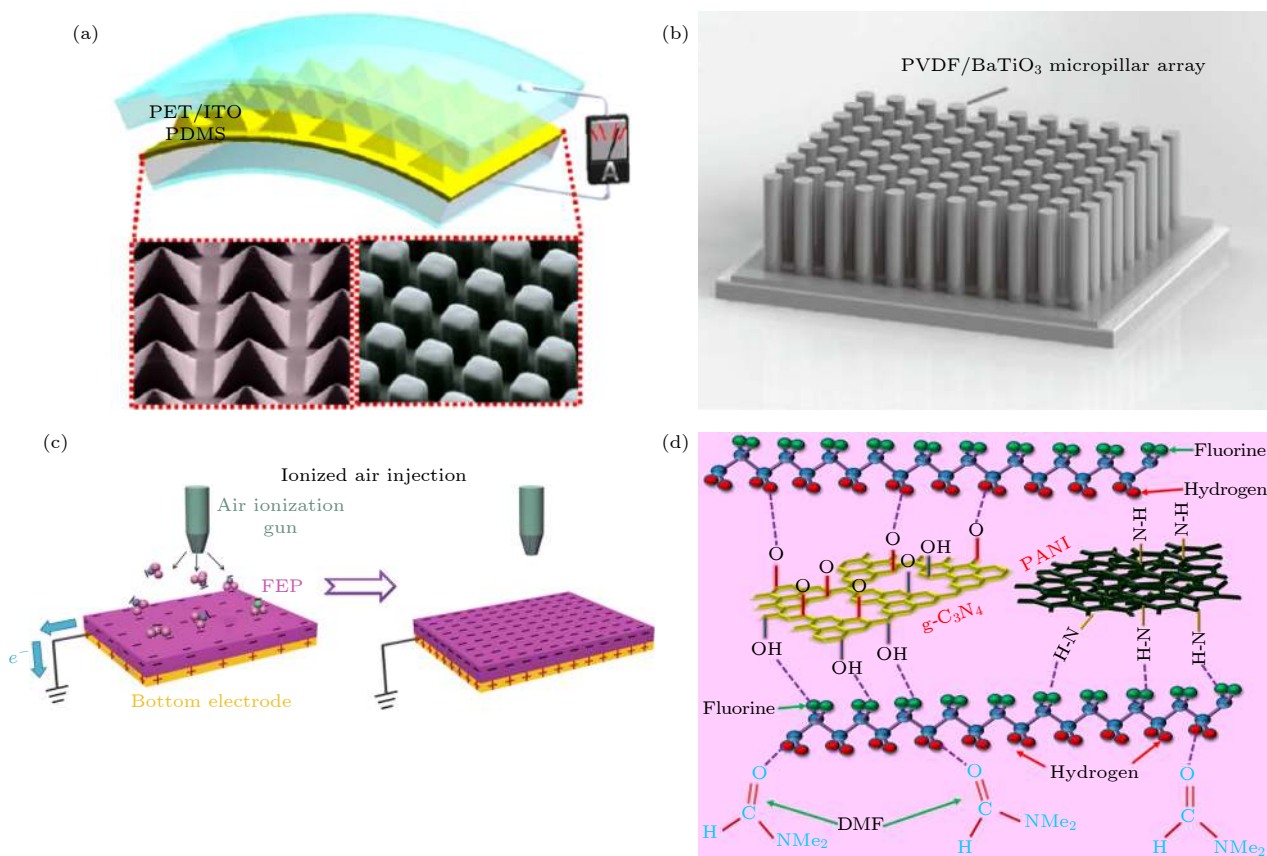 (a)
PET/ITO
PDMS
A
(b)
PVDF/BaTiO₃ micropillar array
(c)
Ionized air injection
Air ionization
gun
FEP
e⁻
Bottom electrode
(d)
Fluorine
Hydrogen
N-H
N-H
O
O
O
OH
PANI
O
O
O
O
g-C₃N₄
OH
OH
OH
H-N
H-N
H-N
Fluorine
Hydrogen
O
O
O
C
DMF
C
C
H
NMe₂
H
NMe₂
H
NMe₂